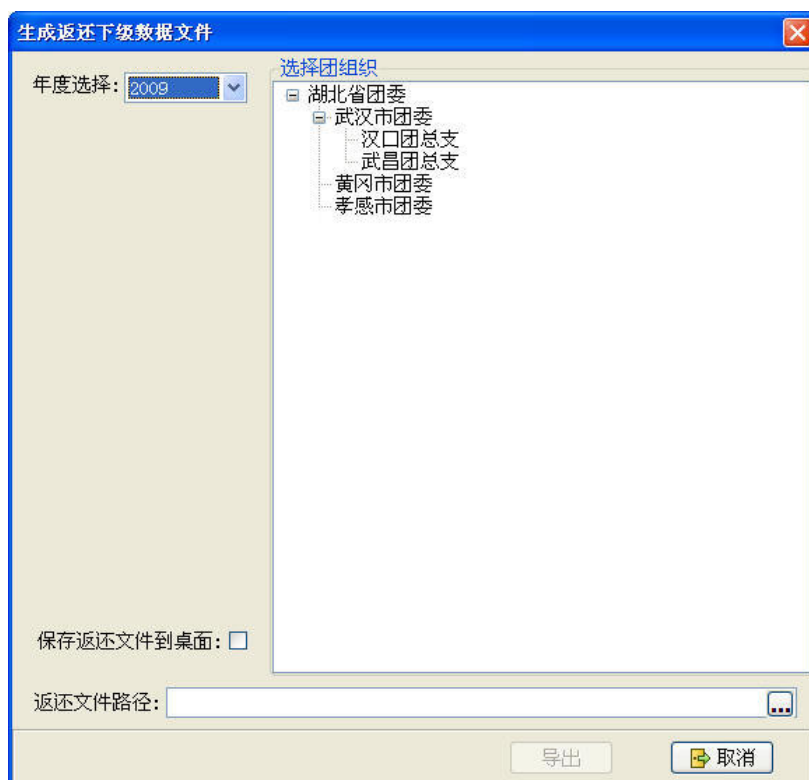 生成返还下级数据文件
年度选择: 2009
选择团组织
湖北省团委
武汉市团委
汉口团总支
武昌团总支
黄冈市团委
孝感市团委
保存返还文件到桌面:
返还文件路径:
...
导出
取消